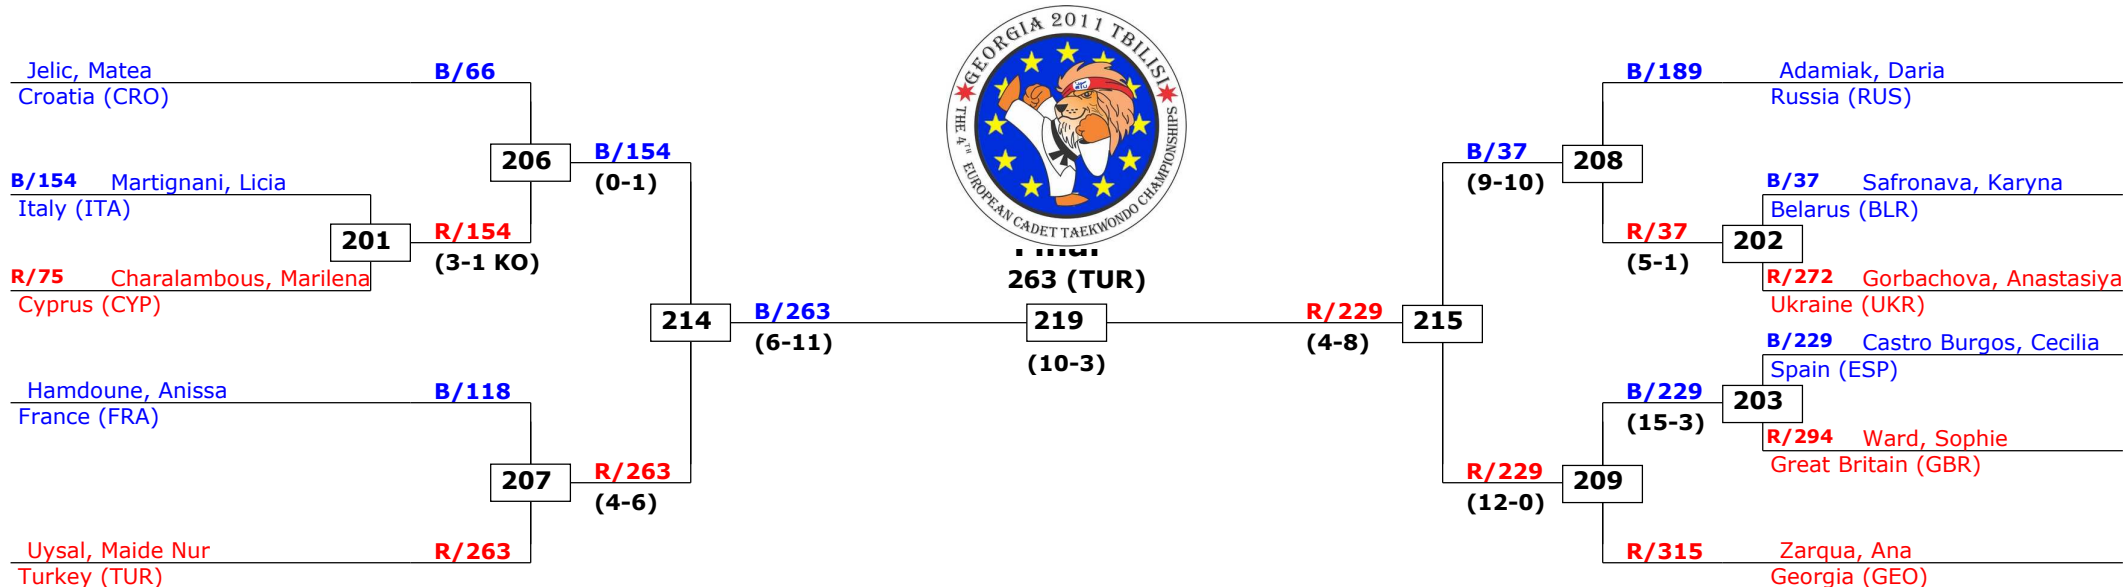 GEORGIA 2011 TBILISI
THE 4TH EUROPEAN CADET TAEKWONDO CHAMPIONSHIPS
Jelic, Matea
Croatia (CRO)
B/66
B/154 Martignani, Licia
Italy (ITA)
R/75 Charalambous, Marilena
Cyprus (CYP)
201
R/154
(3-1 KO)
206
B/154
(0-1)
Hamdoune, Anissa
France (FRA)
B/118
Uysal, Maide Nur
Turkey (TUR)
R/263
207
R/263
(4-6)
214
B/263
(6-11)
Final
263 (TUR)
219
(10-3)
R/229
(4-8)
215
B/37
(9-10)
208
B/189 Adamiak, Daria
Russia (RUS)
B/37 Safronava, Karyna
Belarus (BLR)
R/37
(5-1)
202
R/272 Gorbachova, Anastasiya
Ukraine (UKR)
B/229 Castro Burgos, Cecilia
Spain (ESP)
B/229
(15-3)
203
R/294 Ward, Sophie
Great Britain (GBR)
R/229
(12-0)
209
R/315 Zarqua, Ana
Georgia (GEO)